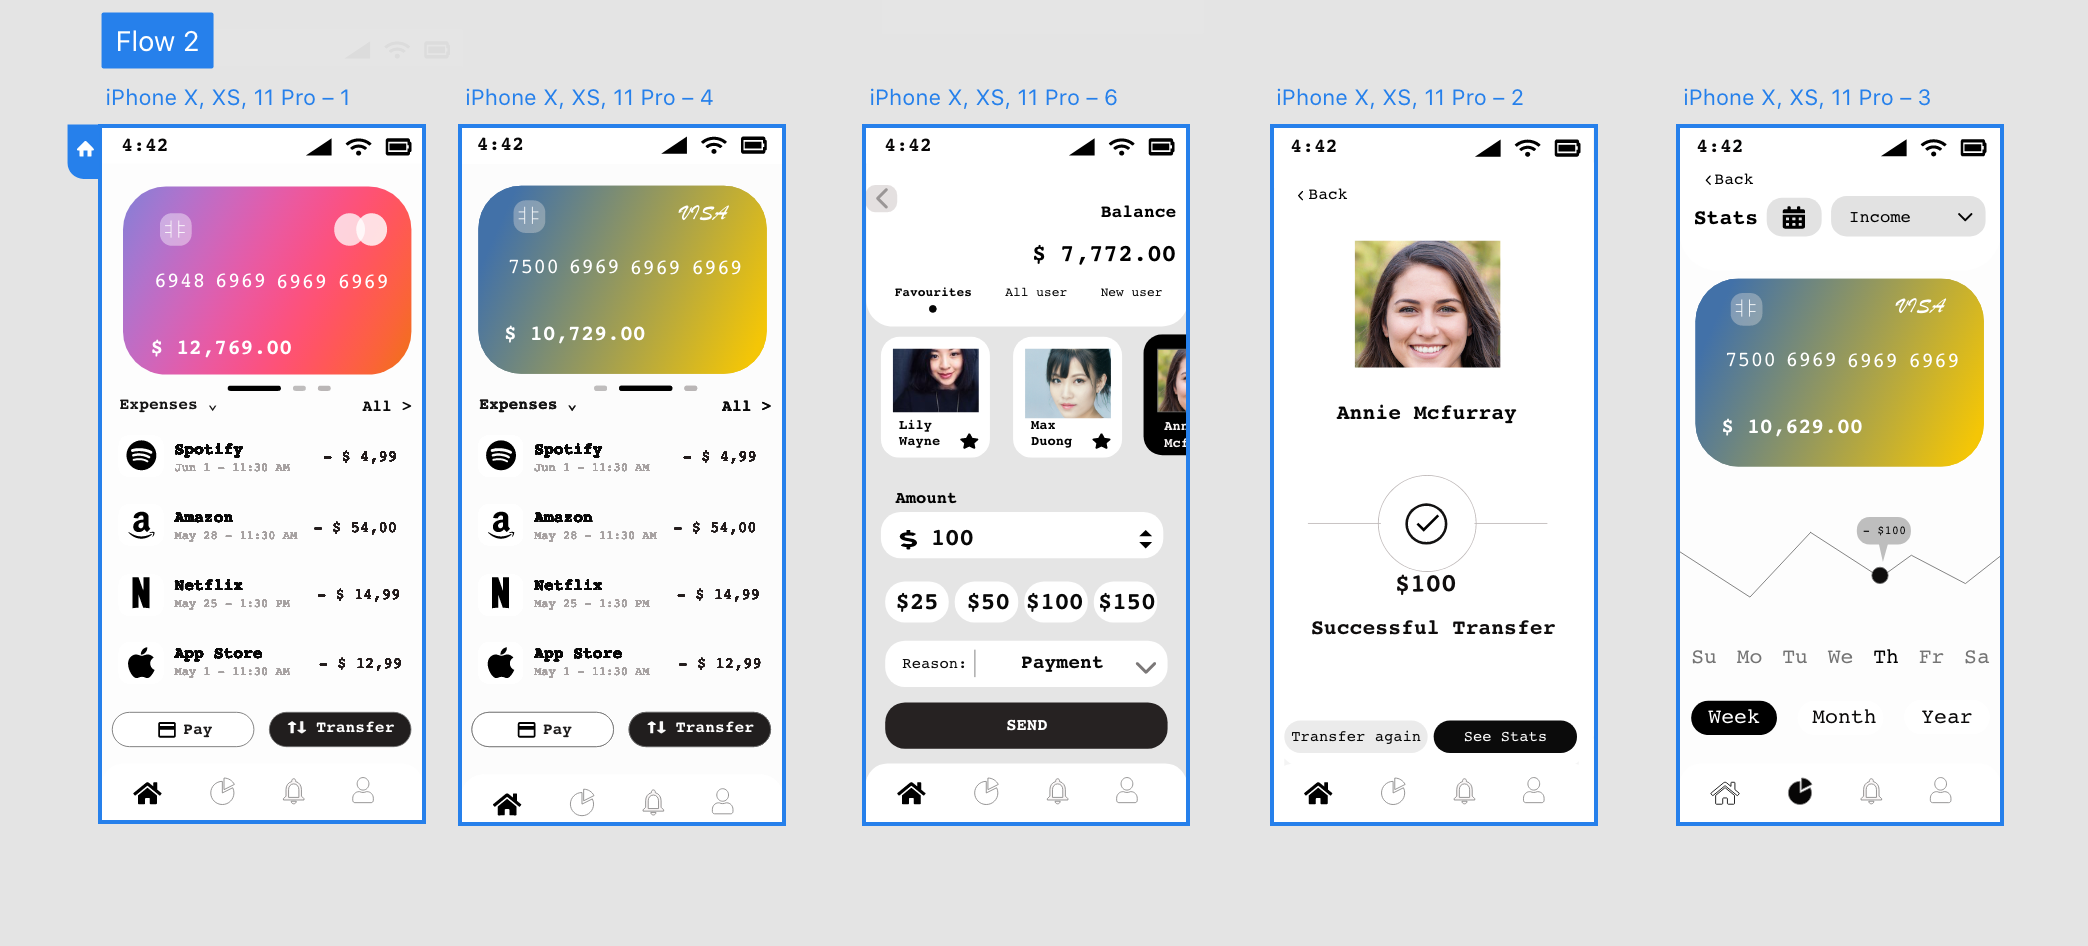 Flow 2
iPhone X, XS, 11 Pro – 1
4:42
6948 6969 6969 6969
$ 12,769.00
Expenses
All >
Spotify
Jun 1 - 11:30 AM
- $ 4,99
Amazon
May 28 - 11:30 AM
- $ 54,00
Netflix
May 25 - 1:30 PM
- $ 14,99
App Store
May 1 - 11:30 AM
- $ 12,99
Pay
Transfer
iPhone X, XS, 11 Pro – 4
4:42
VISA
7500 6969 6969 6969
$ 10,729.00
Expenses
All >
Spotify
Jun 1 - 11:30 AM
- $ 4,99
Amazon
May 28 - 11:30 AM
- $ 54,00
Netflix
May 25 - 1:30 PM
- $ 14,99
App Store
May 1 - 11:30 AM
- $ 12,99
Pay
Transfer
iPhone X, XS, 11 Pro – 6
4:42
Balance
$ 7,772.00
Favourites All user New user
Lily
Wayne
Max
Duong
Ann
Mcf
Amount
$ 100
$25 $50 $100 $150
Reason: Payment
SEND
iPhone X, XS, 11 Pro – 2
4:42
Back
Annie Mcfurray
$100
Successful Transfer
Transfer again
See Stats
iPhone X, XS, 11 Pro – 3
4:42
Back
Stats
Income
VISA
7500 6969 6969 6969
$ 10,629.00
- $100
Su Mo Tu We Th Fr Sa
Week Month Year